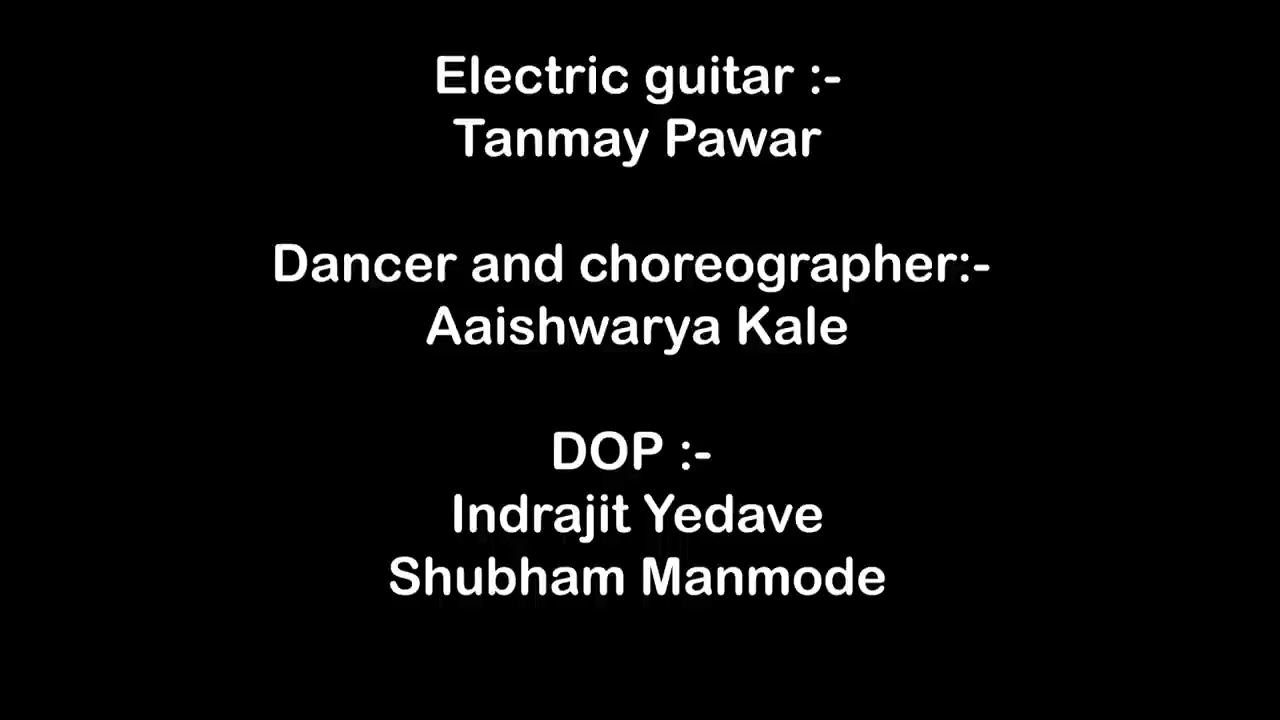 Electric guitar :-
Tanmay Pawar
Dancer and choreographer:-
Aaishwarya Kale
DOP :-
Indrajit Yedave
Shubham Manmode